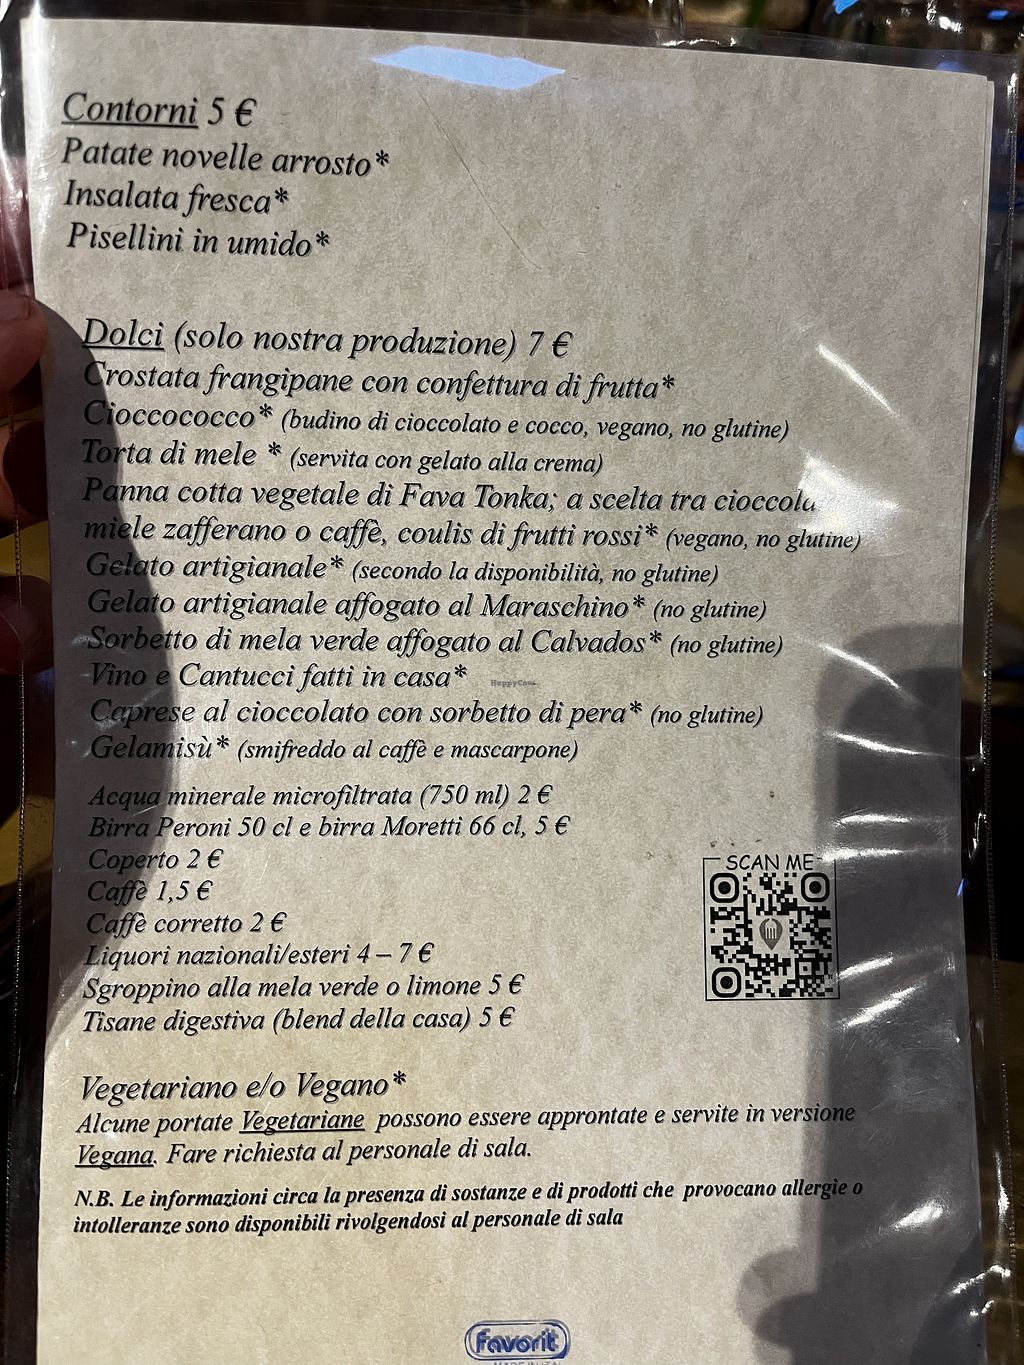 Contorni 5 €
Patate novelle arrosto*
Insalata fresca*
Pisellini in umido*
Dolci (solo nostra produzione) 7 €
Crostata frangipane con confettura di frutta*
Cioccococco* (budino di cioccolato e cocco, vegano, no glutine)
Torta di mele * (servita con gelato alla crema)
Panna cotta vegetale di Fava Tonka; a scelta tra
miele zafferano o caffè, coulis di frutti rossi* (vegano, no glutine)
Gelato artigianale* (secondo la disponibilità, no glutine)
Gelato artigianale affogato al Maraschino* (no glutine)
Sorbetto di mela verde affogato al Calvados* (no glutine)
Vino e Cantucci fatti in casa*
HappyCow
Caprese al cioccolato con sorbetto di pera* (no glutine)
Gelamisù* (smifreddo al caffè e mascarpone)
Acqua minerale microfiltrata (750 ml) 2 €
Birra Peroni 50 cl e birra Moretti 66 cl, 5 €
Coperto 2 €
Caffè 1,5 €
Caffè corretto 2 €
Liquori nazionali/esteri 4 – 7 €
Sgroppino alla mela verde o limone 5 €
Tisane digestiva (blend della casa) 5 €
SCAN ME
Vegetariano e/o Vegano*
Alcune portate Vegetariane possono essere approntate e servite in versione
Vegana. Fare richiesta al personale di sala.
N.B. Le informazioni circa la presenza di sostanze e di prodotti che provocano allergie o
intolleranze sono disponibili rivolgendosi al personale di sala
favorit